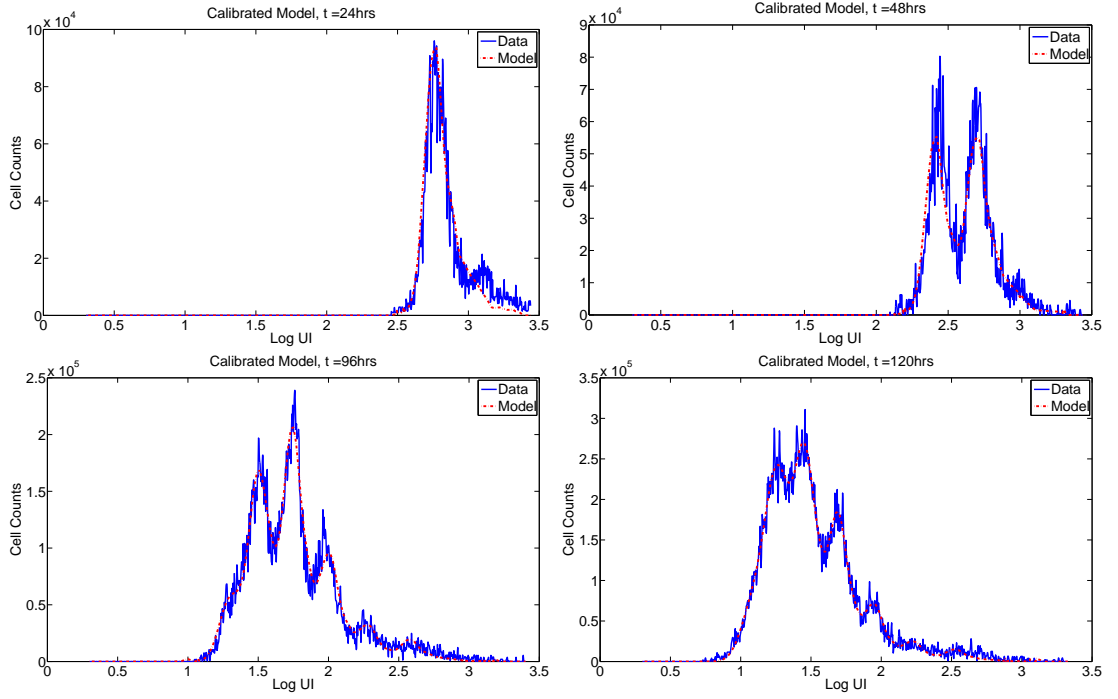 Calibrated Model, t =24hrs
x 10^4
10
8
6
4
2
0
Cell Counts
0 0.5 1 1.5 2 2.5 3 3.5
Log UI
Data
Model
Calibrated Model, t =48hrs
x 10^4
9
8
7
6
5
4
3
2
1
0
Cell Counts
0 0.5 1 1.5 2 2.5 3 3.5
Log UI
Data
Model
Calibrated Model, t =96hrs
x 10^5
2.5
2
1.5
1
0.5
0
Cell Counts
0 0.5 1 1.5 2 2.5 3 3.5
Log UI
Data
Model
Calibrated Model, t =120hrs
x 10^5
3.5
3
2.5
2
1.5
1
0.5
0
Cell Counts
0 0.5 1 1.5 2 2.5 3 3.5
Log UI
Data
Model